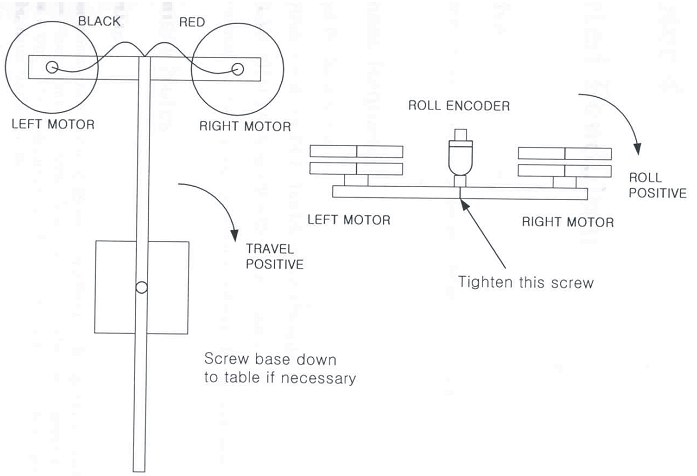 BLACK
RED
LEFT MOTOR
RIGHT MOTOR
TRAVEL
POSITIVE
Screw base down
to table if necessary
ROLL ENCODER
ROLL
POSITIVE
LEFT MOTOR
RIGHT MOTOR
Tighten this screw